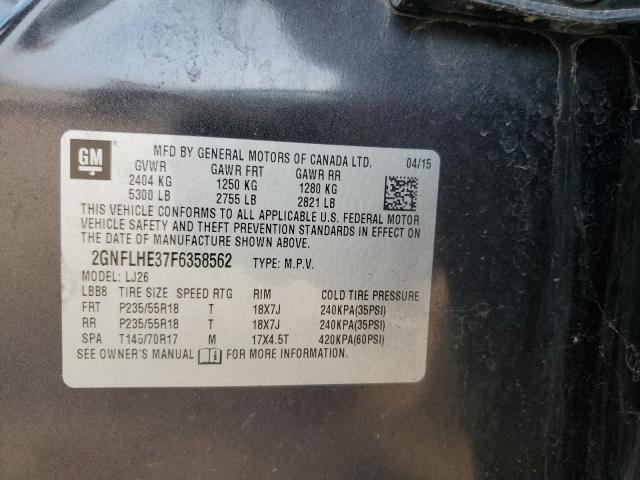 GM
MFD BY GENERAL MOTORS OF CANADA LTD. 04/15
GVWR GAWR FRT GAWR RR
2404 KG 1250 KG 1280 KG
5300 LB 2755 LB 2821 LB
THIS VEHICLE CONFORMS TO ALL APPLICABLE U.S. FEDERAL MOTOR
VEHICLE SAFETY AND THEFT PREVENTION STANDARDS IN EFFECT ON
THE DATE OF MANUFACTURE SHOWN ABOVE.
2GNFLHE37F6358562 TYPE: M.P.V.
MODEL: LJ26
LBB8 TIRE SIZE SPEED RTG RIM COLD TIRE PRESSURE
FRT P235/55R18 T 18X7J 240KPA(35PSI)
RR P235/55R18 T 18X7J 240KPA(35PSI)
SPA T145/70R17 M 17X4.5T 420KPA(60PSI)
SEE OWNER'S MANUAL FOR MORE INFORMATION.